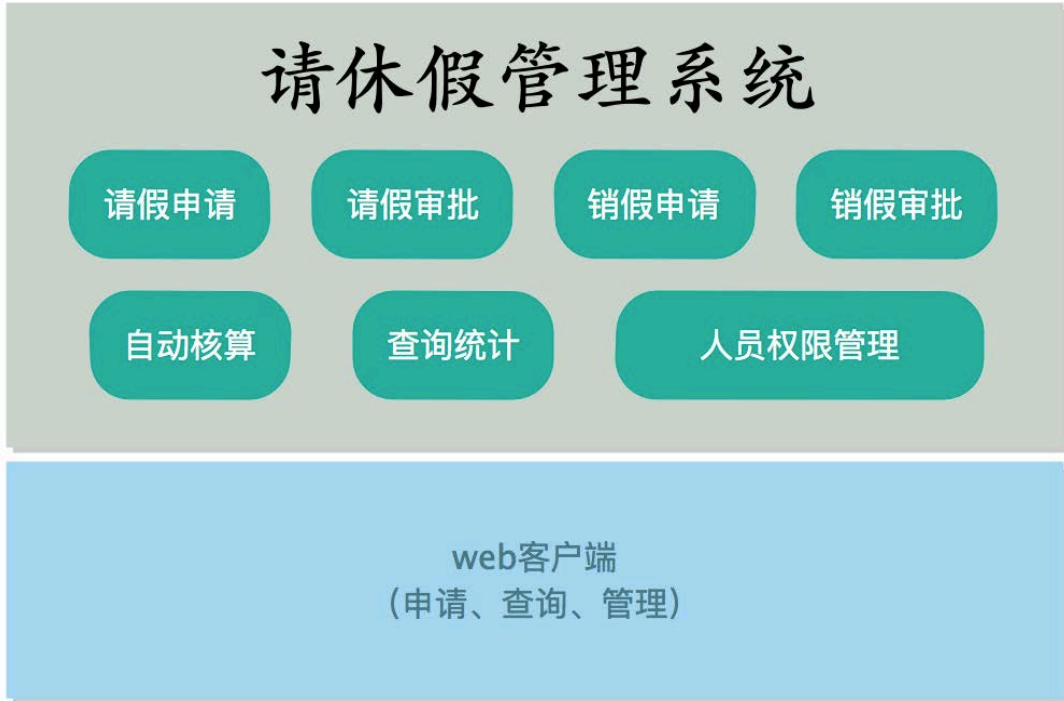 请休假管理系统
请假申请 请假审批 销假申请 销假审批
自动核算 查询统计 人员权限管理
web客户端
（申请、查询、管理）